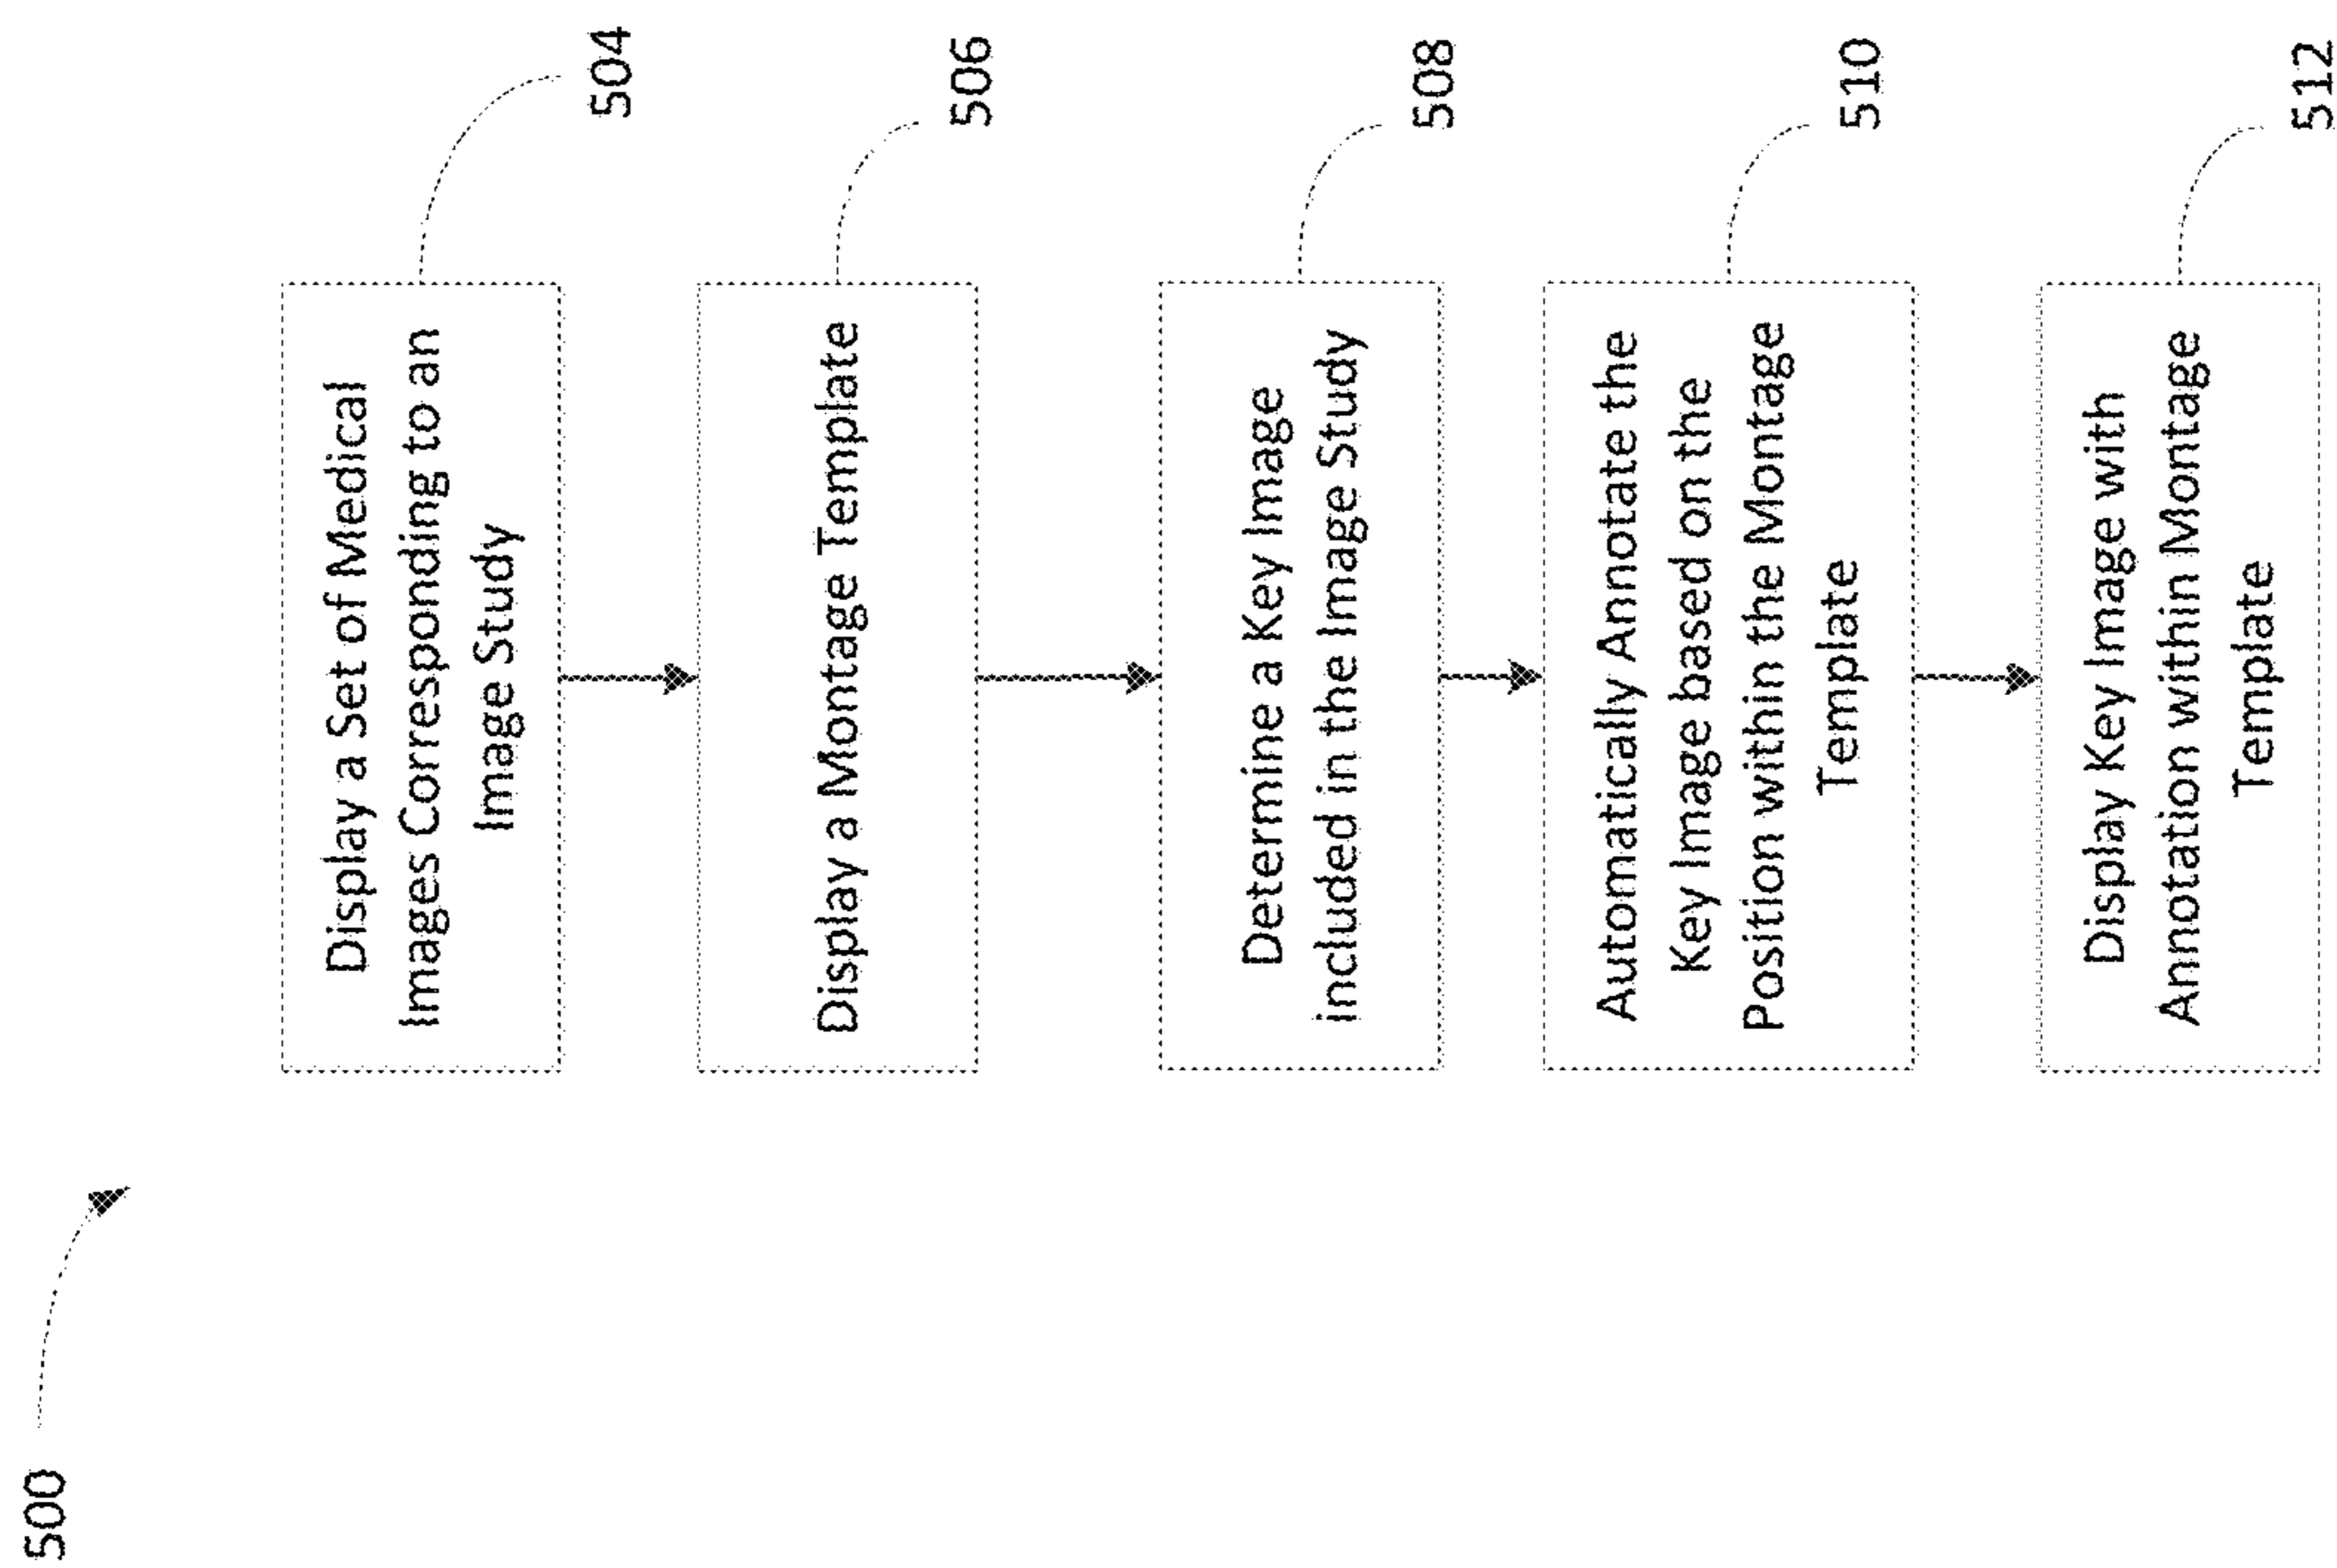 500
Display a Set of Medical
Images Corresponding to an
Image Study
504
Display a Montage Template
506
Determine a Key Image
included in the Image Study
508
Automatically Annotate the
Key Image based on the
Position within the Montage
Template
510
Display Key Image with
Annotation within Montage
Template
512